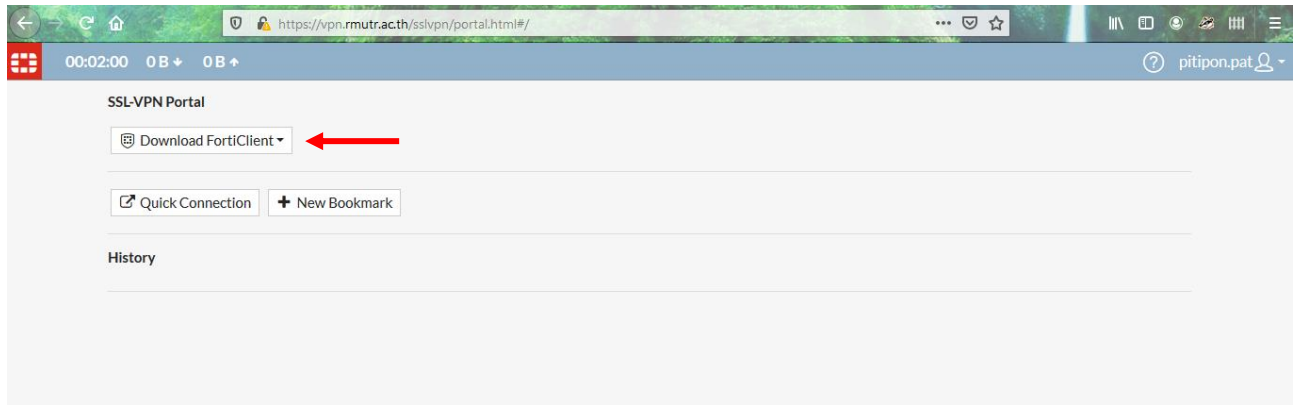 https://vpn.rmutr.ac.th/sslvpn/portal.html#/
00:02:00 0 B 0 B pitipon.pat
SSL-VPN Portal
Download FortiClient
Quick Connection + New Bookmark
History